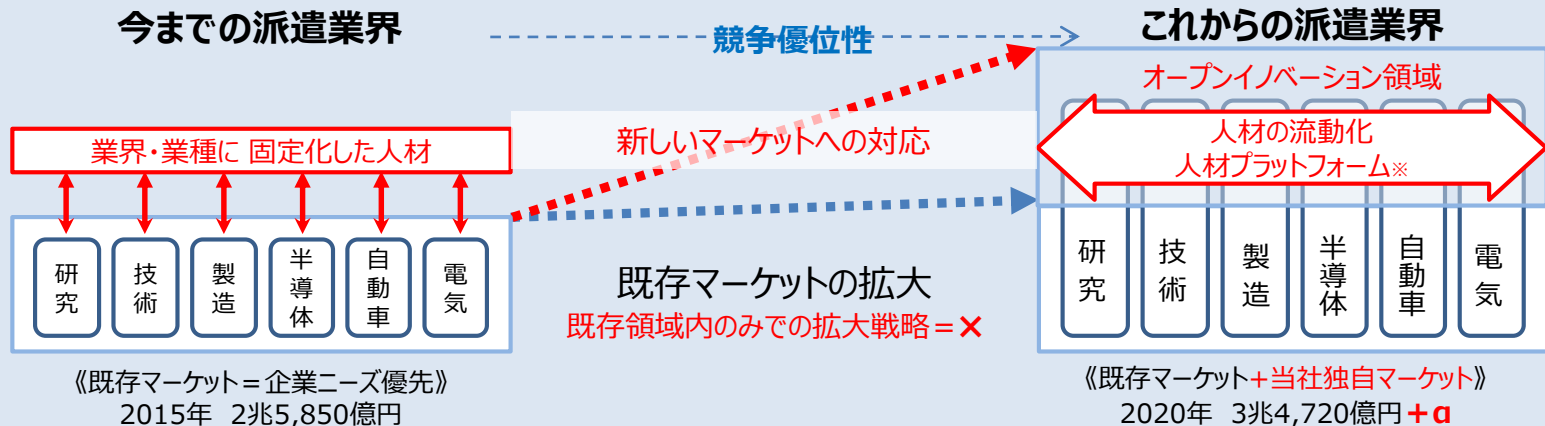 今までの派遣業界
競争優位性
これからの派遣業界
オープンイノベーション領域
業界・業種に 固定化した人材
新しいマーケットへの対応
人材の流動化
人材プラットフォーム※
研究
技術
製造
半導体
自動車
電気
既存マーケットの拡大
既存領域内のみでの拡大戦略=×
研究
技術
製造
半導体
自動車
電気
《既存マーケット=企業ニーズ優先》
2015年 2兆5,850億円
《既存マーケット+当社独自マーケット》
2020年 3兆4,720億円+α